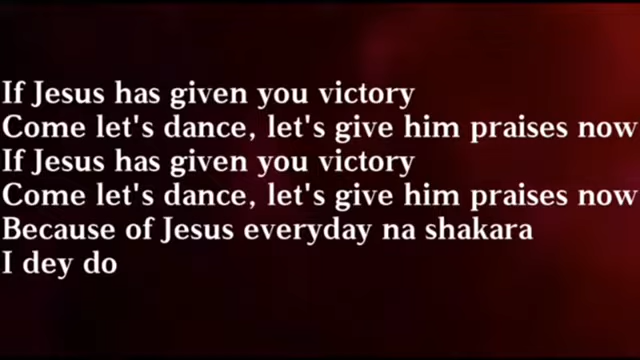 If Jesus has given you victory
Come let's dance, let's give him praises now
If Jesus has given you victory
Come let's dance, let's give him praises now
Because of Jesus everyday na shakara
I dey do